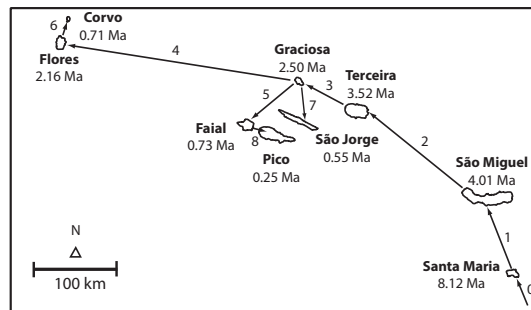 6
Corvo
0.71 Ma
Flores
2.16 Ma
4
Graciosa
2.50 Ma
3
Terceira
3.52 Ma
5
7
Faial
0.73 Ma
8
Pico
0.25 Ma
São Jorge
0.55 Ma
2
São Miguel
4.01 Ma
1
Santa Maria
8.12 Ma
0
N
100 km